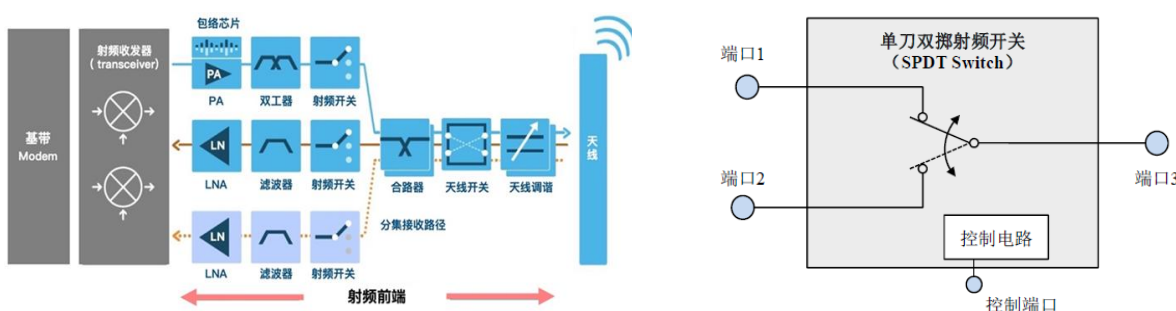 基带
Modem
射频收发器
( transceiver)
包络芯片
PA
PA
双工器
射频开关
LN
LNA
滤波器
射频开关
合路器
天线开关
天线调谐
天线
分集接收路径
LN
LNA
滤波器
射频开关
射频前端
单刀双掷射频开关
（SPDT Switch）
端口1
端口2
端口3
控制电路
控制端口